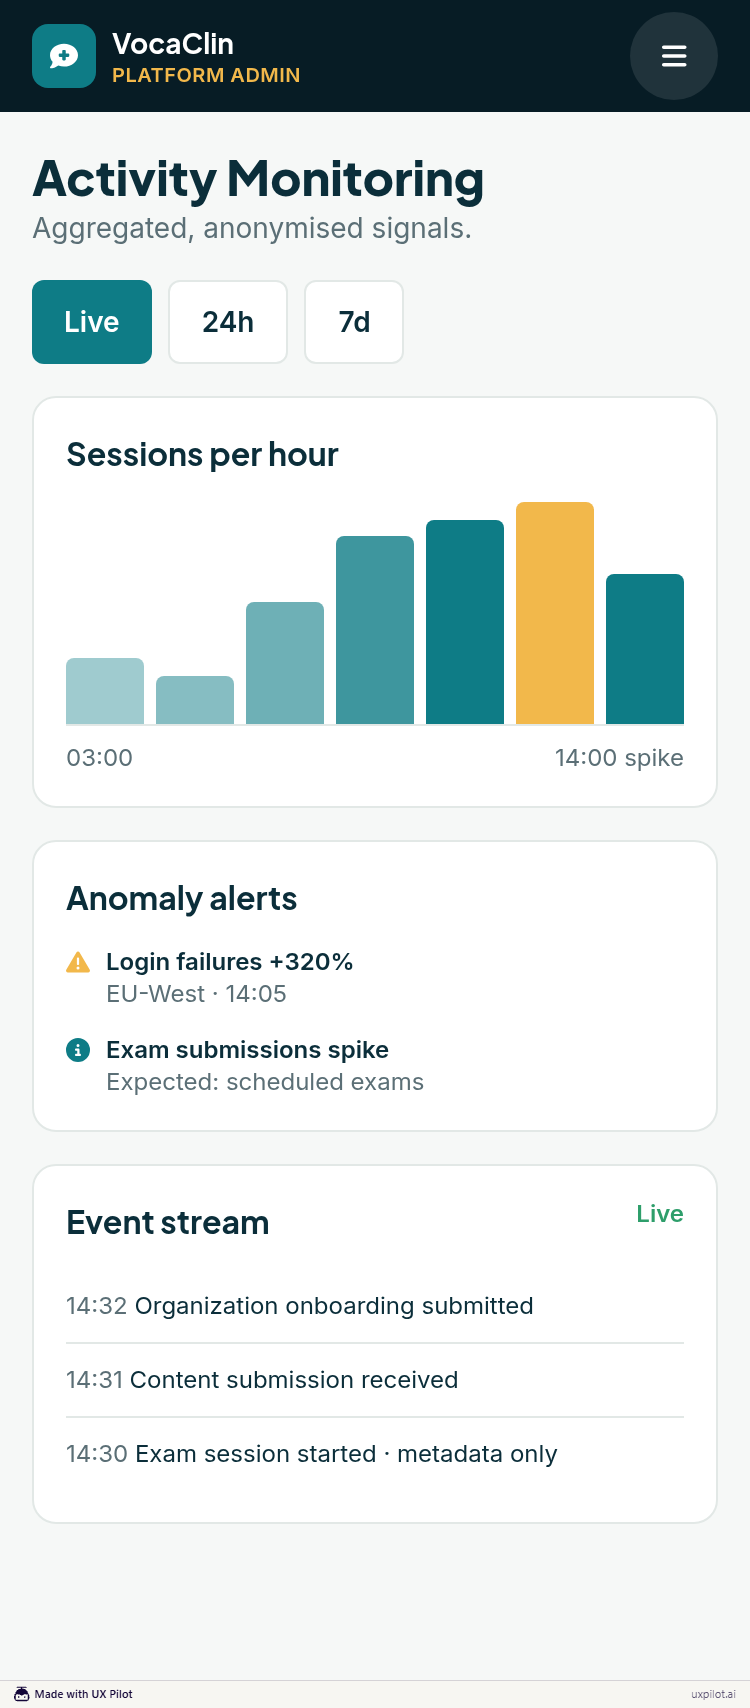 VocaClin
PLATFORM ADMIN
Activity Monitoring
Aggregated, anonymised signals.
Live
24h
7d
Sessions per hour
03:00
14:00 spike
Anomaly alerts
Login failures +320%
EU-West · 14:05
Exam submissions spike
Expected: scheduled exams
Event stream
Live
14:32 Organization onboarding submitted
14:31 Content submission received
14:30 Exam session started · metadata only
Made with UX Pilot
uxpilot.ai